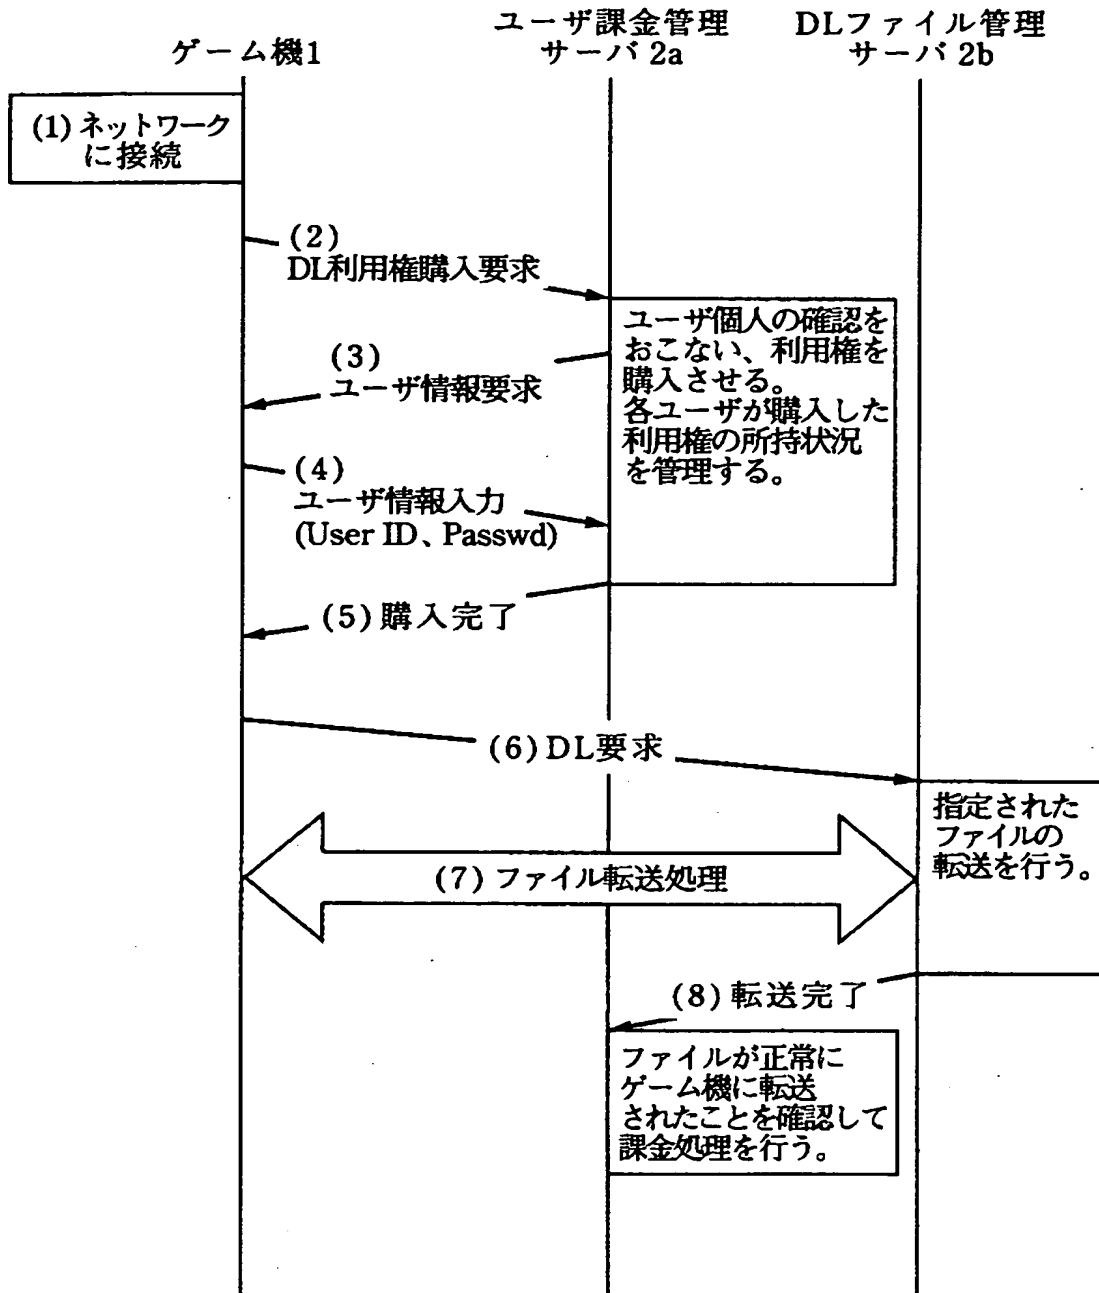 ゲーム機1
ユーザ課金管理
サーバ 2a
DLファイル管理
サーバ 2b
(1) ネットワーク
に接続
(2)
DL利用権購入要求
ユーザ個人の確認を
おこない、利用権を
購入させる。
各ユーザが購入した
利用権の所持状況
を管理する。
(3)
ユーザ情報要求
(4)
ユーザ情報入力
(User ID、Passwd)
(5) 購入完了
(6) DL要求
指定された
ファイルの
転送を行う。
(7) ファイル転送処理
(8) 転送完了
ファイルが正常に
ゲーム機に転送
されたことを確認して
課金処理を行う。